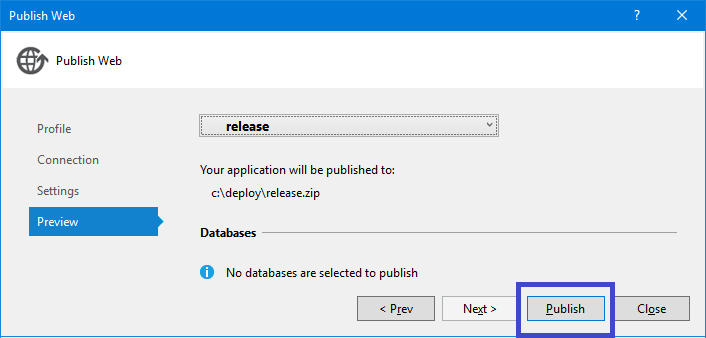 Publish Web
?
Publish Web
Profile
Connection
Settings
Preview
release
Your application will be published to:
c:\deploy\release.zip
Databases
No databases are selected to publish
< Prev
Next >
Publish
Close